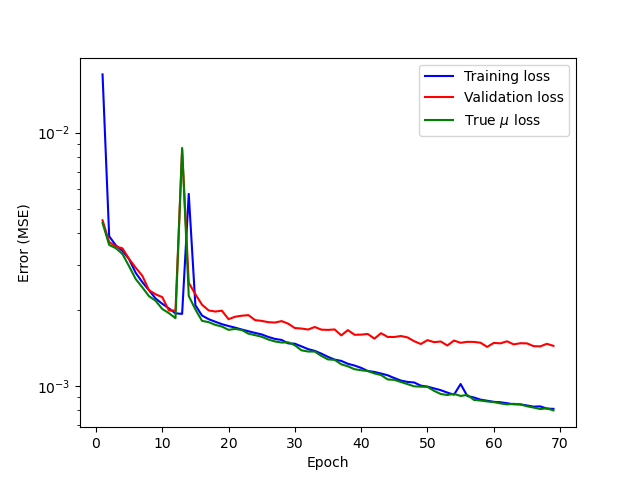 Training loss
Validation loss
True μ loss
10⁻²
10⁻³
Error (MSE)
0 10 20 30 40 50 60 70
Epoch